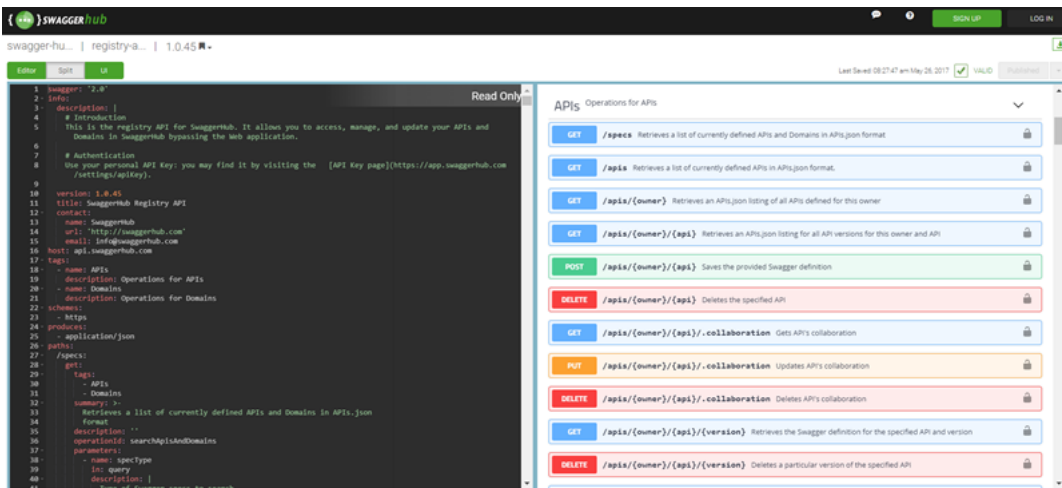 {...} SWAGGERhub
SIGN UP
LOG IN
swagger-hu... | registry-a... | 1.0.45
Editor
Split
UI
Last Saved: 08:27:47 am May 26, 2017
VALID
Published
Read Only
1 swagger: '2.0'
2 info:
3 description: |
4 # Introduction
5 This is the registry API for SwaggerHub. It allows you to access, manage, and update your APIs and
Domains in SwaggerHub bypassing the Web application.
6
7 # Authentication
8 Use your personal API Key: you may find it by visiting the [API Key page](https://app.swaggerhub.com
/settings/apiKey).
9
10 version: 1.0.45
11 title: SwaggerHub Registry API
12 contact:
13 name: SwaggerHub
14 url: 'http://swaggerhub.com'
15 email: info@swaggerhub.com
16 host: api.swaggerhub.com
17 tags:
18 - name: APIs
19 description: Operations for APIs
20 - name: Domains
21 description: Operations for Domains
22 schemes:
23 - https
24 produces:
25 - application/json
26 paths:
27 /specs:
28 get:
29 tags:
30 - APIs
31 - Domains
32 summary: >-
33 Retrieves a list of currently defined APIs and Domains in APIs.json
34 format
35 description: ''
36 operationId: searchApisAndDomains
37 parameters:
38 - name: specType
39 in: query
40 description: |
APIs Operations for APIs
GET /specs Retrieves a list of currently defined APIs and Domains in APIs.json format
GET /apis Retrieves a list of currently defined APIs in APIs.json format.
GET /apis/{owner} Retrieves an APIs.json listing of all APIs defined for this owner
GET /apis/{owner}/{api} Retrieves an APIs.json listing for all API versions for this owner and API
POST /apis/{owner}/{api} Saves the provided Swagger definition
DELETE /apis/{owner}/{api} Deletes the specified API
GET /apis/{owner}/{api}/.collaboration Gets API's collaboration
PUT /apis/{owner}/{api}/.collaboration Updates API's collaboration
DELETE /apis/{owner}/{api}/.collaboration Deletes API's collaboration
GET /apis/{owner}/{api}/{version} Retrieves the Swagger definition for the specified API and version
DELETE /apis/{owner}/{api}/{version} Deletes a particular version of the specified API